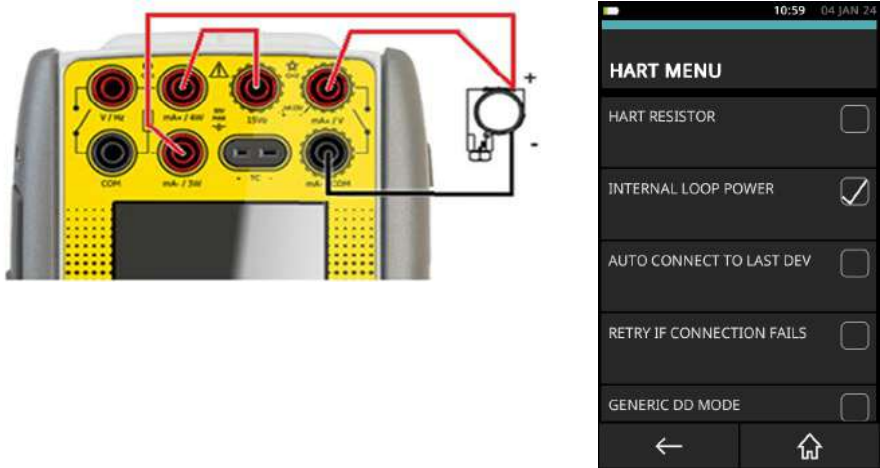 V / Hz
mA+ / 4W
15V⎓
mA+ / V
COM
mA- / 3W
+ TC -
mA- COM
+
-
10:59 04 JAN 24
HART MENU
HART RESISTOR
INTERNAL LOOP POWER
AUTO CONNECT TO LAST DEV
RETRY IF CONNECTION FAILS
GENERIC DD MODE